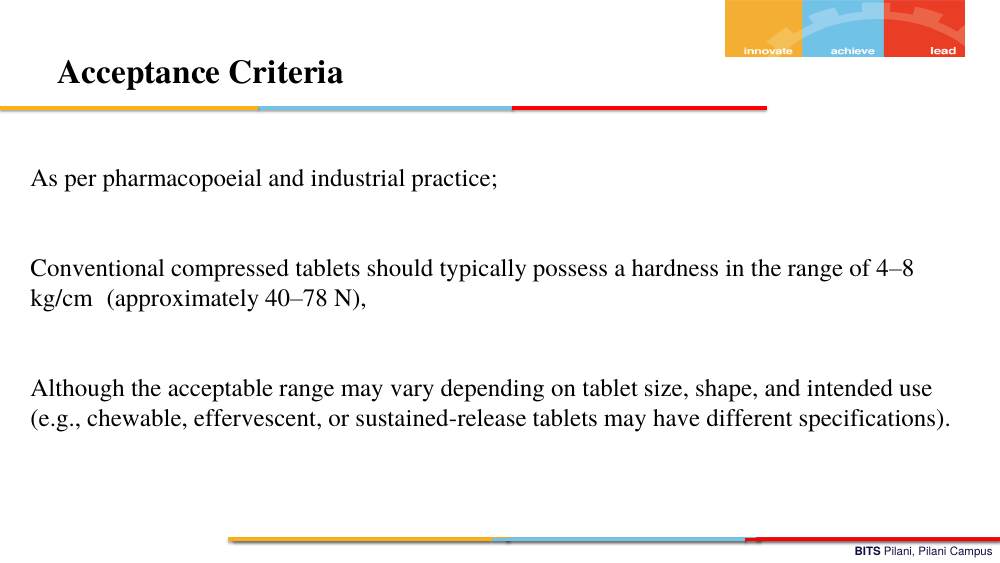 innovate achieve lead
Acceptance Criteria
As per pharmacopoeial and industrial practice;
Conventional compressed tablets should typically possess a hardness in the range of 4–8
kg/cm (approximately 40–78 N),
Although the acceptable range may vary depending on tablet size, shape, and intended use
(e.g., chewable, effervescent, or sustained-release tablets may have different specifications).
BITS Pilani, Pilani Campus